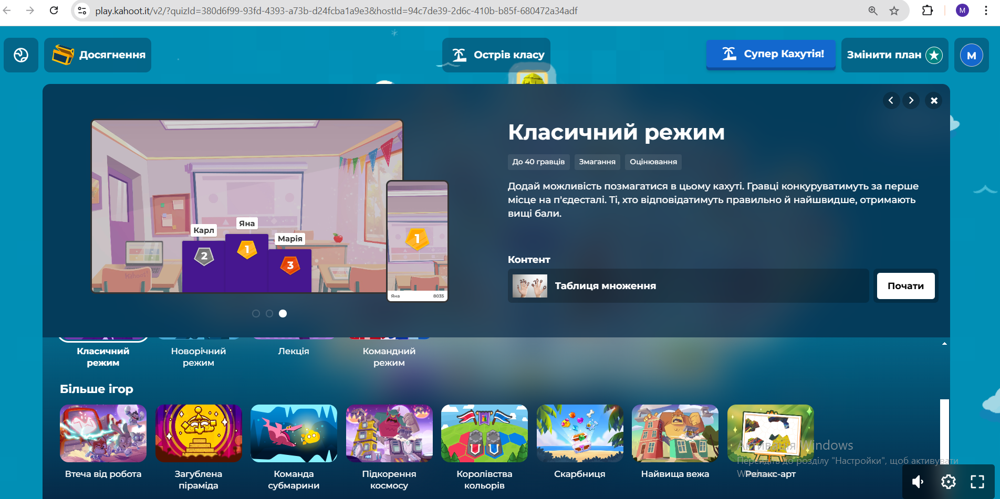 play.kahoot.it/v2/?quizId=380d6f99-93fd-4393-a73b-d24fcba1a9e3&hostId=94c7de39-2d6c-410b-b85f-680472a34adf
M
Досягнення
Острів класу
Супер Кахутія!
Змінити план
M
Класичний режим
До 40 гравців
Змагання
Оцінювання
Додай можливість позмагатися в цьому кахуті. Гравці конкуруватимуть за перше
місце на п'єдесталі. Ті, хто відповідатимуть правильно й найшвидше, отримають
вищі бали.
Яна
Карл
Марія
1
2
3
1
Kahoot!
Яна
8035
Контент
Таблиця множення
Почати
Класичний
режим
Новорічний
режим
Лекція
Командний
режим
Більше ігор
Втеча від робота
Загублена
піраміда
Команда
субмарини
Підкорення
космосу
Королівства
кольорів
Скарбниця
Найвища вежа
Релакс-арт
Активація Windows
Перейдіть до розділу "Настройки", щоб активувати
Windows.